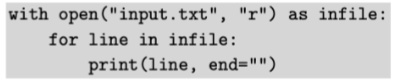 with open("input.txt", "r") as infile:
    for line in infile:
        print(line, end="")